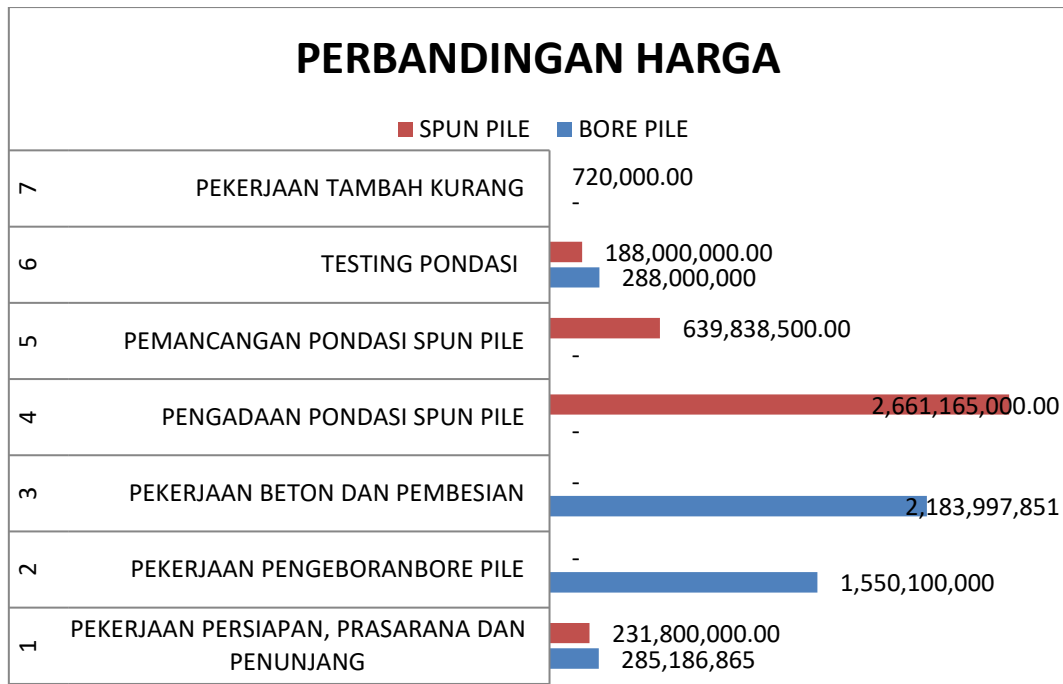 PERBANDINGAN HARGA
SPUN PILE BORE PILE
7 PEKERJAAN TAMBAH KURANG 720,000.00
-
6 TESTING PONDASI 188,000,000.00
288,000,000
5 PEMANCANGAN PONDASI SPUN PILE 639,838,500.00
-
4 PENGADAAN PONDASI SPUN PILE 2,661,165,000.00
-
3 PEKERJAAN BETON DAN PEMBESIAN -
2,183,997,851
2 PEKERJAAN PENGEBORANBORE PILE -
1,550,100,000
1 PEKERJAAN PERSIAPAN, PRASARANA DAN 231,800,000.00
PENUNJANG 285,186,865